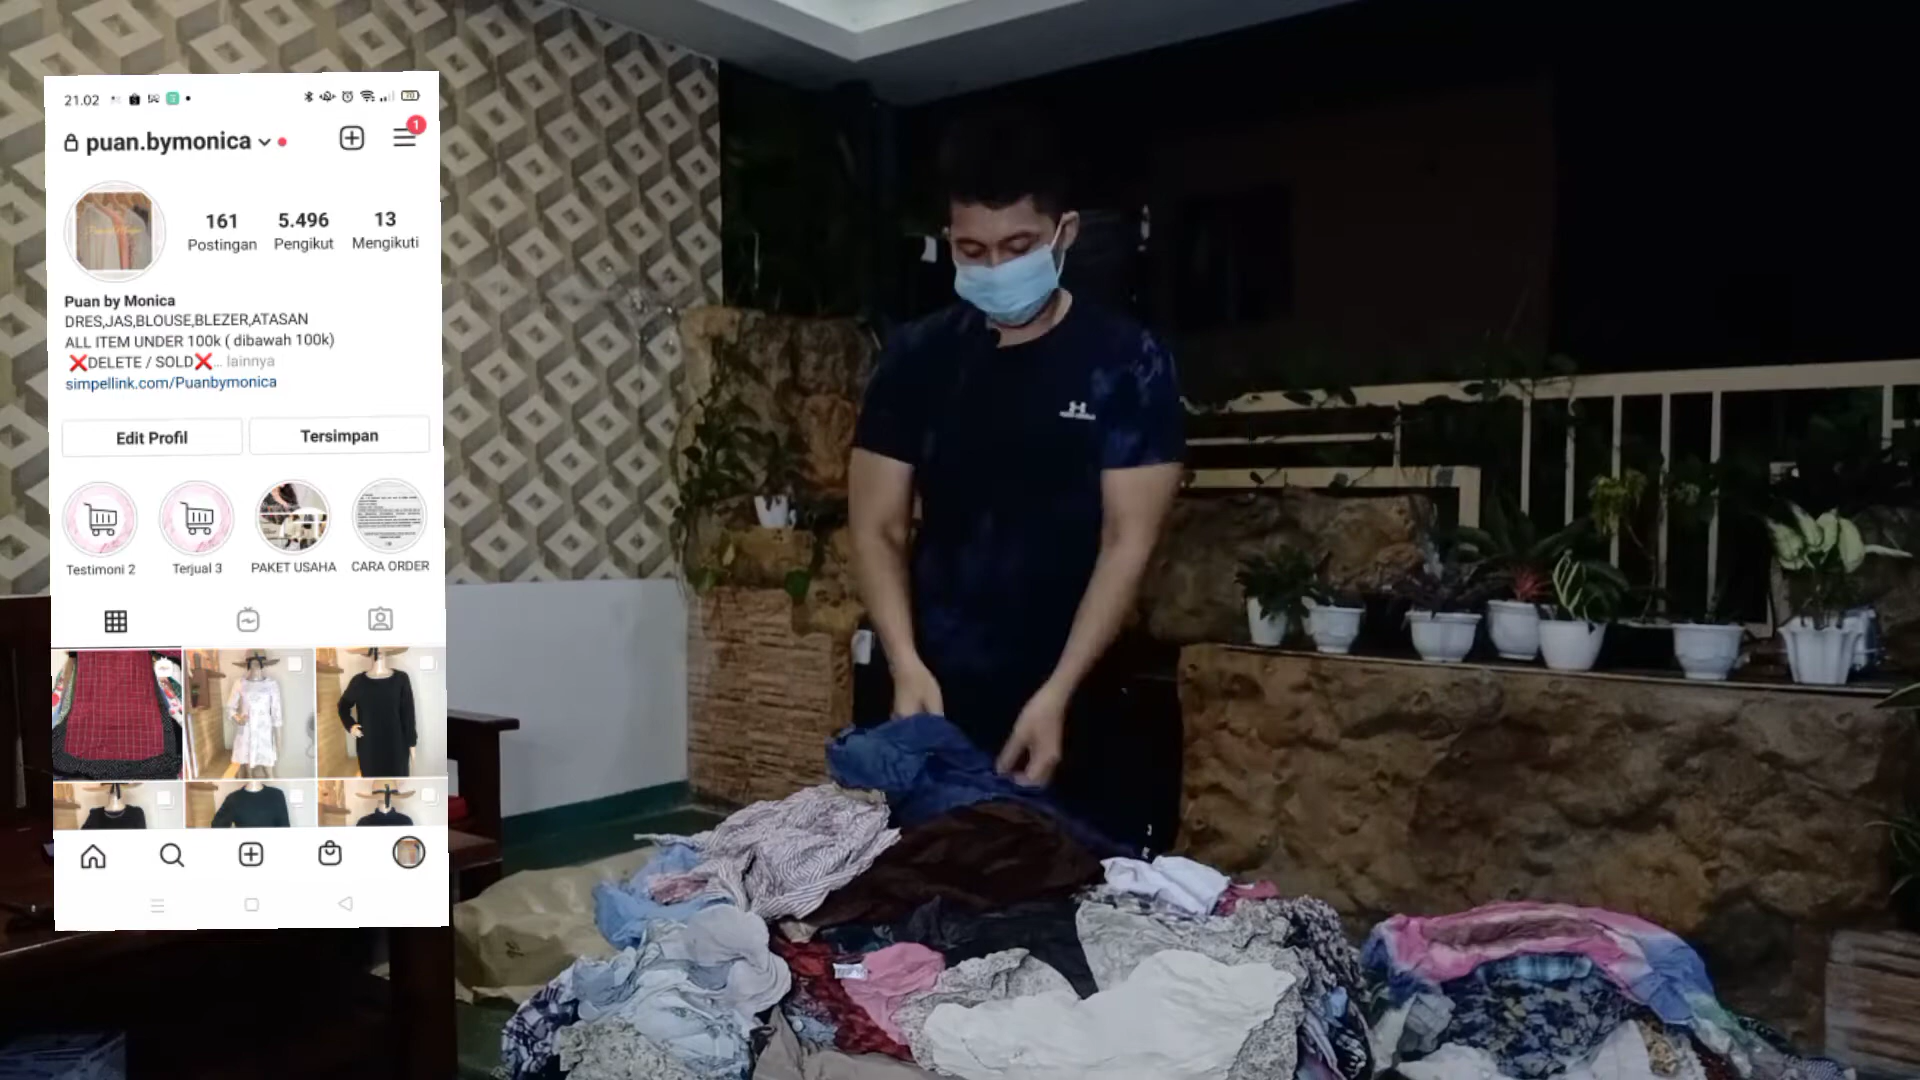 21.02
puan.bymonica
1
161
5.496
13
Postingan
Pengikut
Mengikuti
Puan by Monica
DRES,JAS,BLOUSE,BLEZER,ATASAN
ALL ITEM UNDER 100k ( dibawah 100k)
❌DELETE / SOLD❌... lainnya
simpellink.com/Puanbymonica
Edit Profil
Tersimpan
Testimoni 2
Terjual 3
PAKET USAHA
CARA ORDER